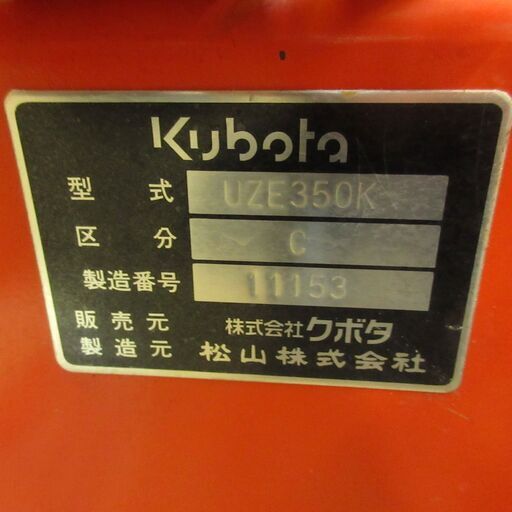 Kubota
型式 UZE350K
区分 C
製造番号 11153
販売元 株式会社クボタ
製造元 松山株式会社